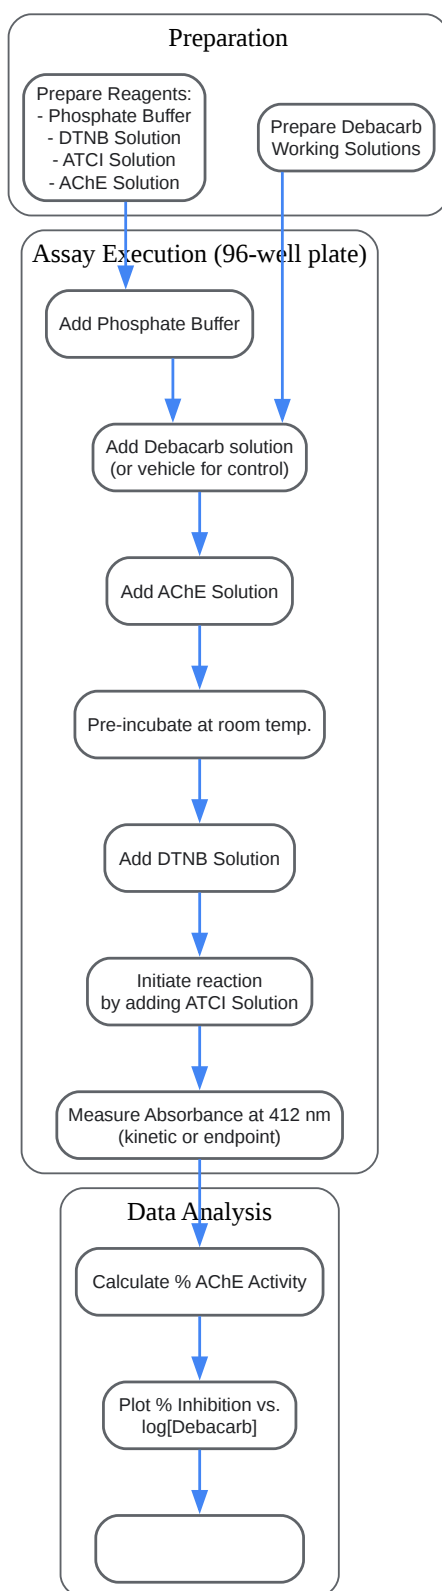 Preparation
Prepare Reagents:
- Phosphate Buffer
- DTNB Solution
- ATCI Solution
- AChE Solution
Prepare Debacarb
Working Solutions
Assay Execution (96-well plate)
Add Phosphate Buffer
Add Debacarb solution
(or vehicle for control)
Add AChE Solution
Pre-incubate at room temp.
Add DTNB Solution
Initiate reaction
by adding ATCI Solution
Measure Absorbance at 412 nm
(kinetic or endpoint)
Data Analysis
Calculate % AChE Activity
Plot % Inhibition vs.
log[Debacarb]